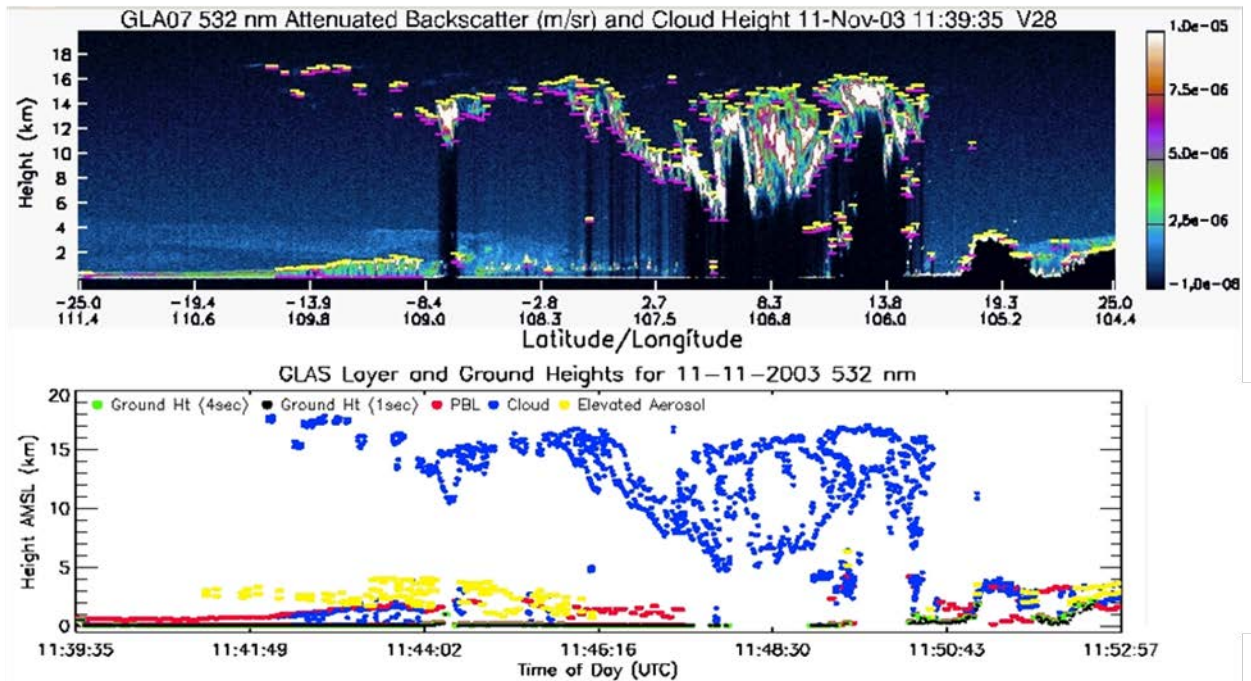 GLA07 532 nm Attenuated Backscatter (m/sr) and Cloud Height 11-Nov-03 11:39:35 V28
Height (km)
18
16
14
12
10
8
6
4
2
-25.0 -19.4 -13.9 -8.4 -2.8 2.7 8.3 13.8 19.3 25.0
111.4 110.6 109.8 109.0 108.3 107.5 106.8 106.0 105.2 104.4
Latitude/Longitude
1.0e-05
7.5e-06
5.0e-06
2.5e-06
-1.0e-08
GLAS Layer and Ground Heights for 11-11-2003 532 nm
Ground Ht (4sec) Ground Ht (1sec) PBL Cloud Elevated Aerosol
Height AMSL (km)
20
15
10
5
0
11:39:35 11:41:49 11:44:02 11:46:16 11:48:30 11:50:43 11:52:57
Time of Day (UTC)